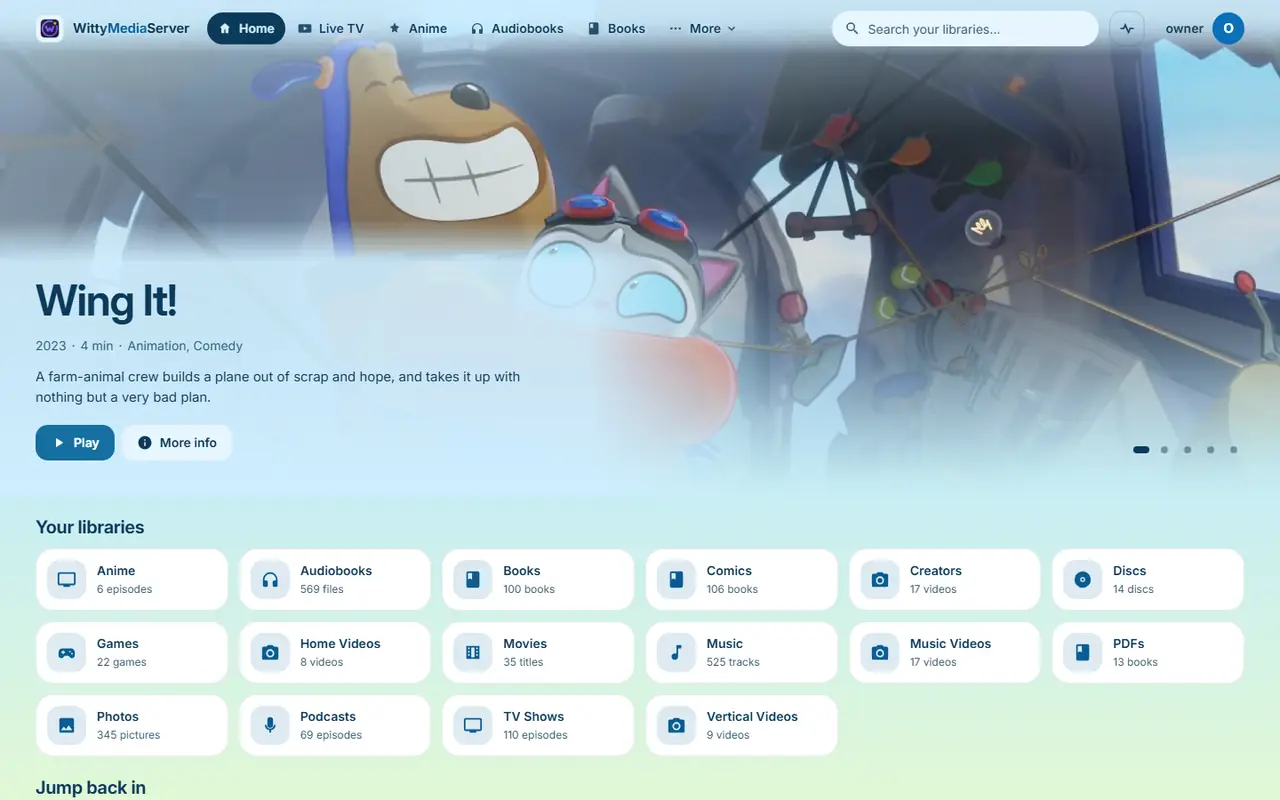 WittyMediaServer
Home
Live TV
Anime
Audiobooks
Books
More
Search your libraries...
owner
O
Wing It!
2023 · 4 min · Animation, Comedy
A farm-animal crew builds a plane out of scrap and hope, and takes it up with
nothing but a very bad plan.
Play
More info
Your libraries
Anime
6 episodes
Audiobooks
569 files
Books
100 books
Comics
106 books
Creators
17 videos
Discs
14 discs
Games
22 games
Home Videos
8 videos
Movies
35 titles
Music
525 tracks
Music Videos
17 videos
PDFs
13 books
Photos
345 pictures
Podcasts
69 episodes
TV Shows
110 episodes
Vertical Videos
9 videos
Jump back in